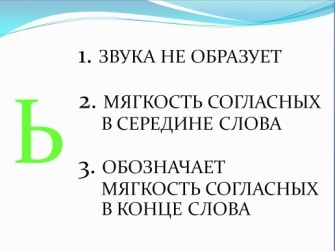 1. ЗВУКА НЕ ОБРАЗУЕТ
Ь
2. МЯГКОСТЬ СОГЛАСНЫХ
В СЕРЕДИНЕ СЛОВА
3. ОБОЗНАЧАЕТ
МЯГКОСТЬ СОГЛАСНЫХ
В КОНЦЕ СЛОВА